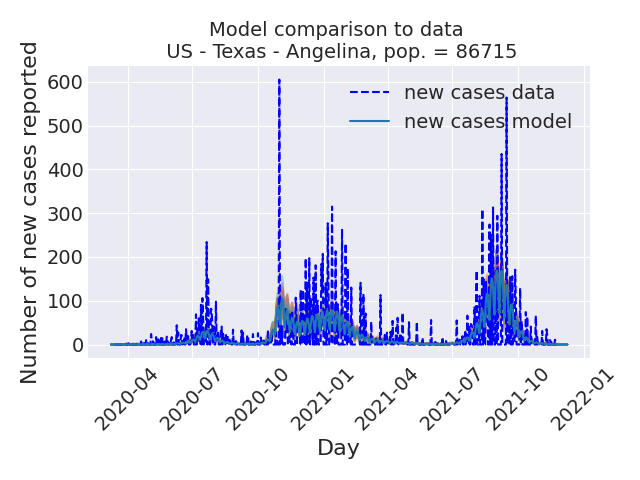 Model comparison to data
US - Texas - Angelina, pop. = 86715
Number of new cases reported
600
500
400
300
200
100
0
new cases data
new cases model
2020-04
2020-07
2020-10
2021-01
2021-04
2021-07
2021-10
2022-01
Day